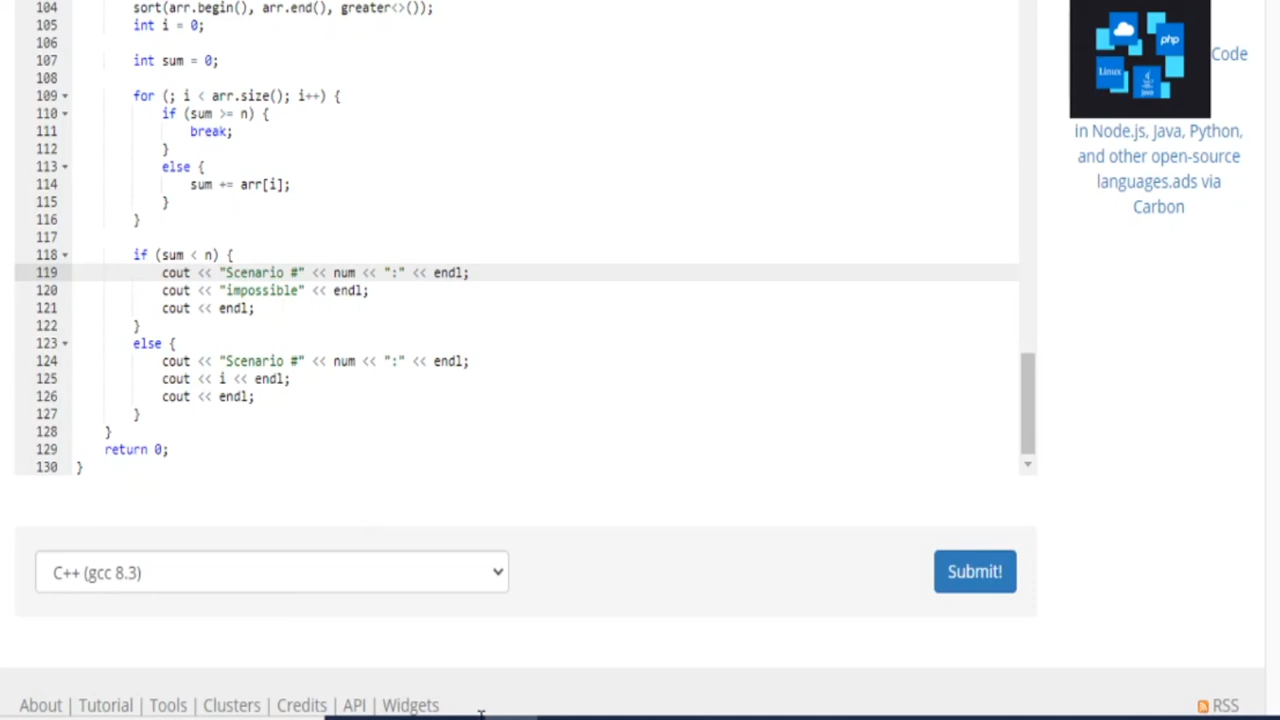 104 sort(arr.begin(), arr.end(), greater<>());
105 int i = 0;
106
107 int sum = 0;
108
109 for (; i < arr.size(); i++) {
110 if (sum >= n) {
111 break;
112 }
113 else {
114 sum += arr[i];
115 }
116 }
117
118 if (sum < n) {
119 cout << "Scenario #" << num << ":" << endl;
120 cout << "impossible" << endl;
121 cout << endl;
122 }
123 else {
124 cout << "Scenario #" << num << ":" << endl;
125 cout << i << endl;
126 cout << endl;
127 }
128 }
129 return 0;
130 }
php
Linux
java
Code
in Node.js, Java, Python,
and other open-source
languages.ads via
Carbon
C++ (gcc 8.3)
Submit!
About | Tutorial | Tools | Clusters | Credits | API | Widgets
RSS